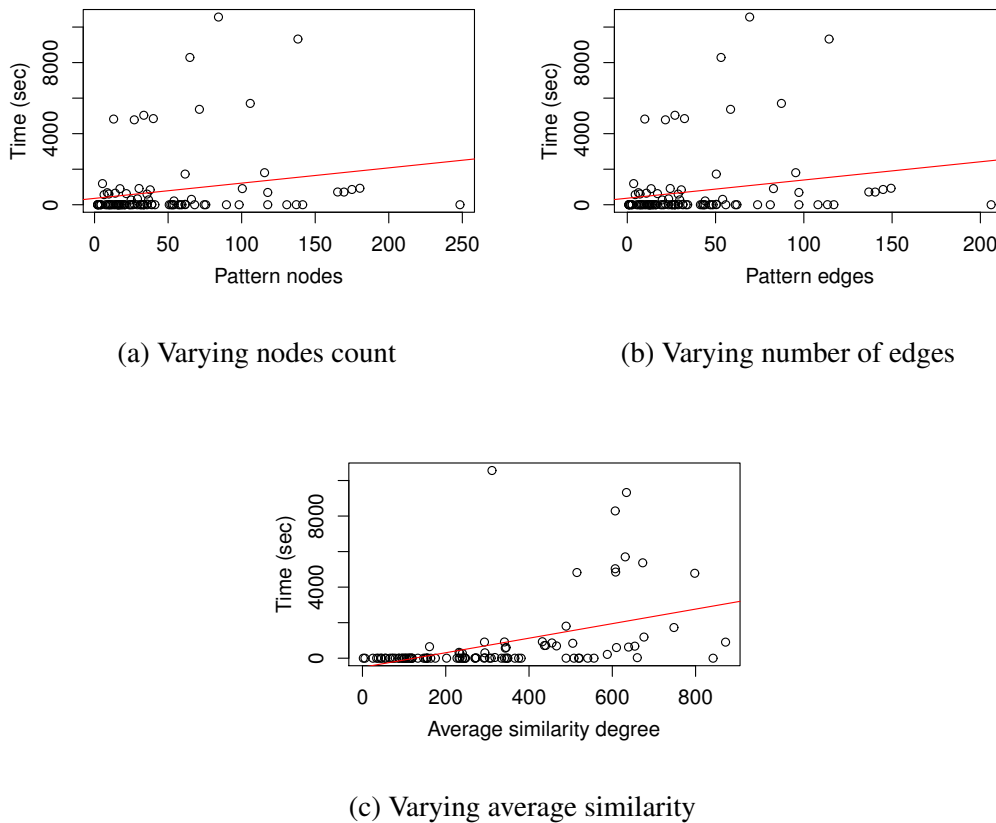 Time (sec)
0 4000 8000
0 50 100 150 200 250
Pattern nodes
(a) Varying nodes count
Time (sec)
0 4000 8000
0 50 100 150 200
Pattern edges
(b) Varying number of edges
Time (sec)
0 4000 8000
0 200 400 600 800
Average similarity degree
(c) Varying average similarity